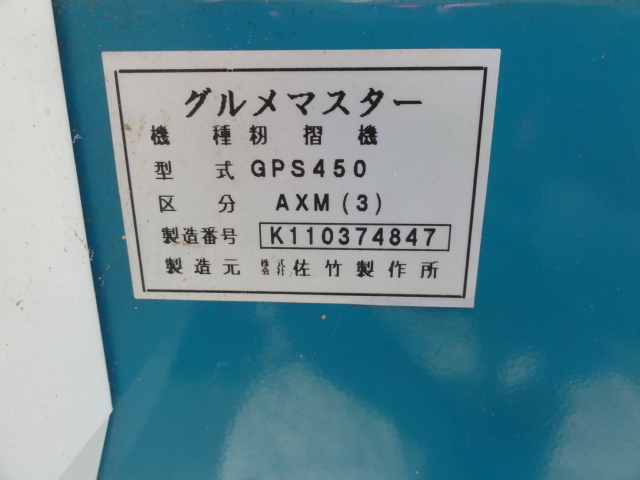 グルメマスター
機種 籾摺機
型式 GPS450
区分 AXM(3)
製造番号 K110374847
製造元 株式会社 佐竹製作所